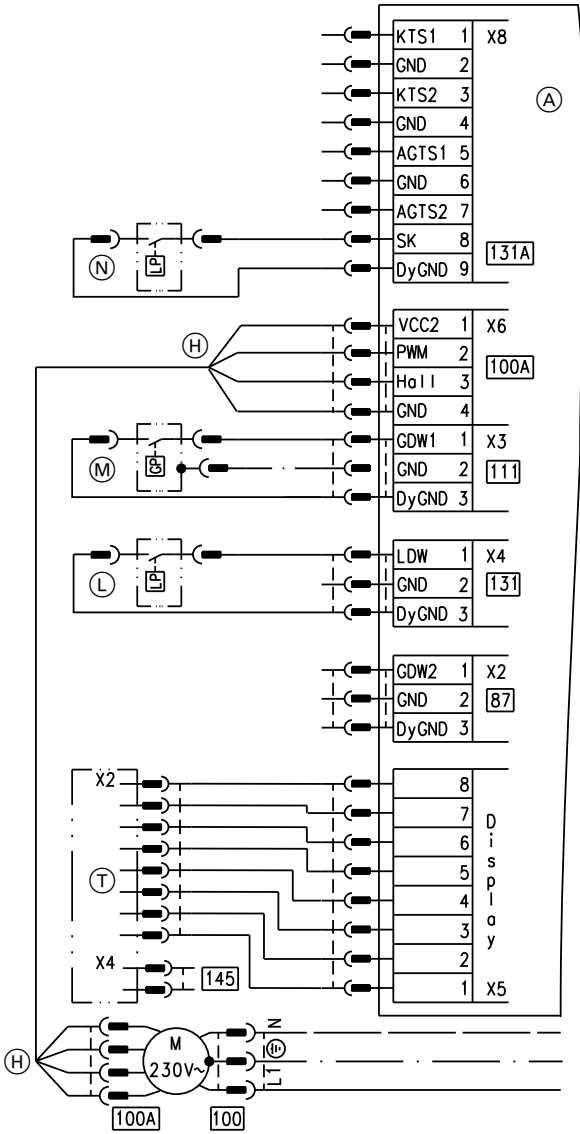 KTS1 1 X8
GND 2
KTS2 3
Ⓐ
GND 4
AGTS1 5
GND 6
AGTS2 7
SK 8
131A
Ⓝ LP
DyGND 9
VCC2 1 X6
Ⓗ
PWM 2
100A
Hall 3
GND 4
GDW1 1 X3
Ⓜ GP
GND 2 111
DyGND 3
LDW 1 X4
Ⓛ LP
GND 2 131
DyGND 3
GDW2 1 X2
GND 2 87
DyGND 3
X2
8
7
6
5
Ⓣ
4
3
2
1 X5
Display
X4
145
N
M
230V~
Ⓗ
L1
100A
100